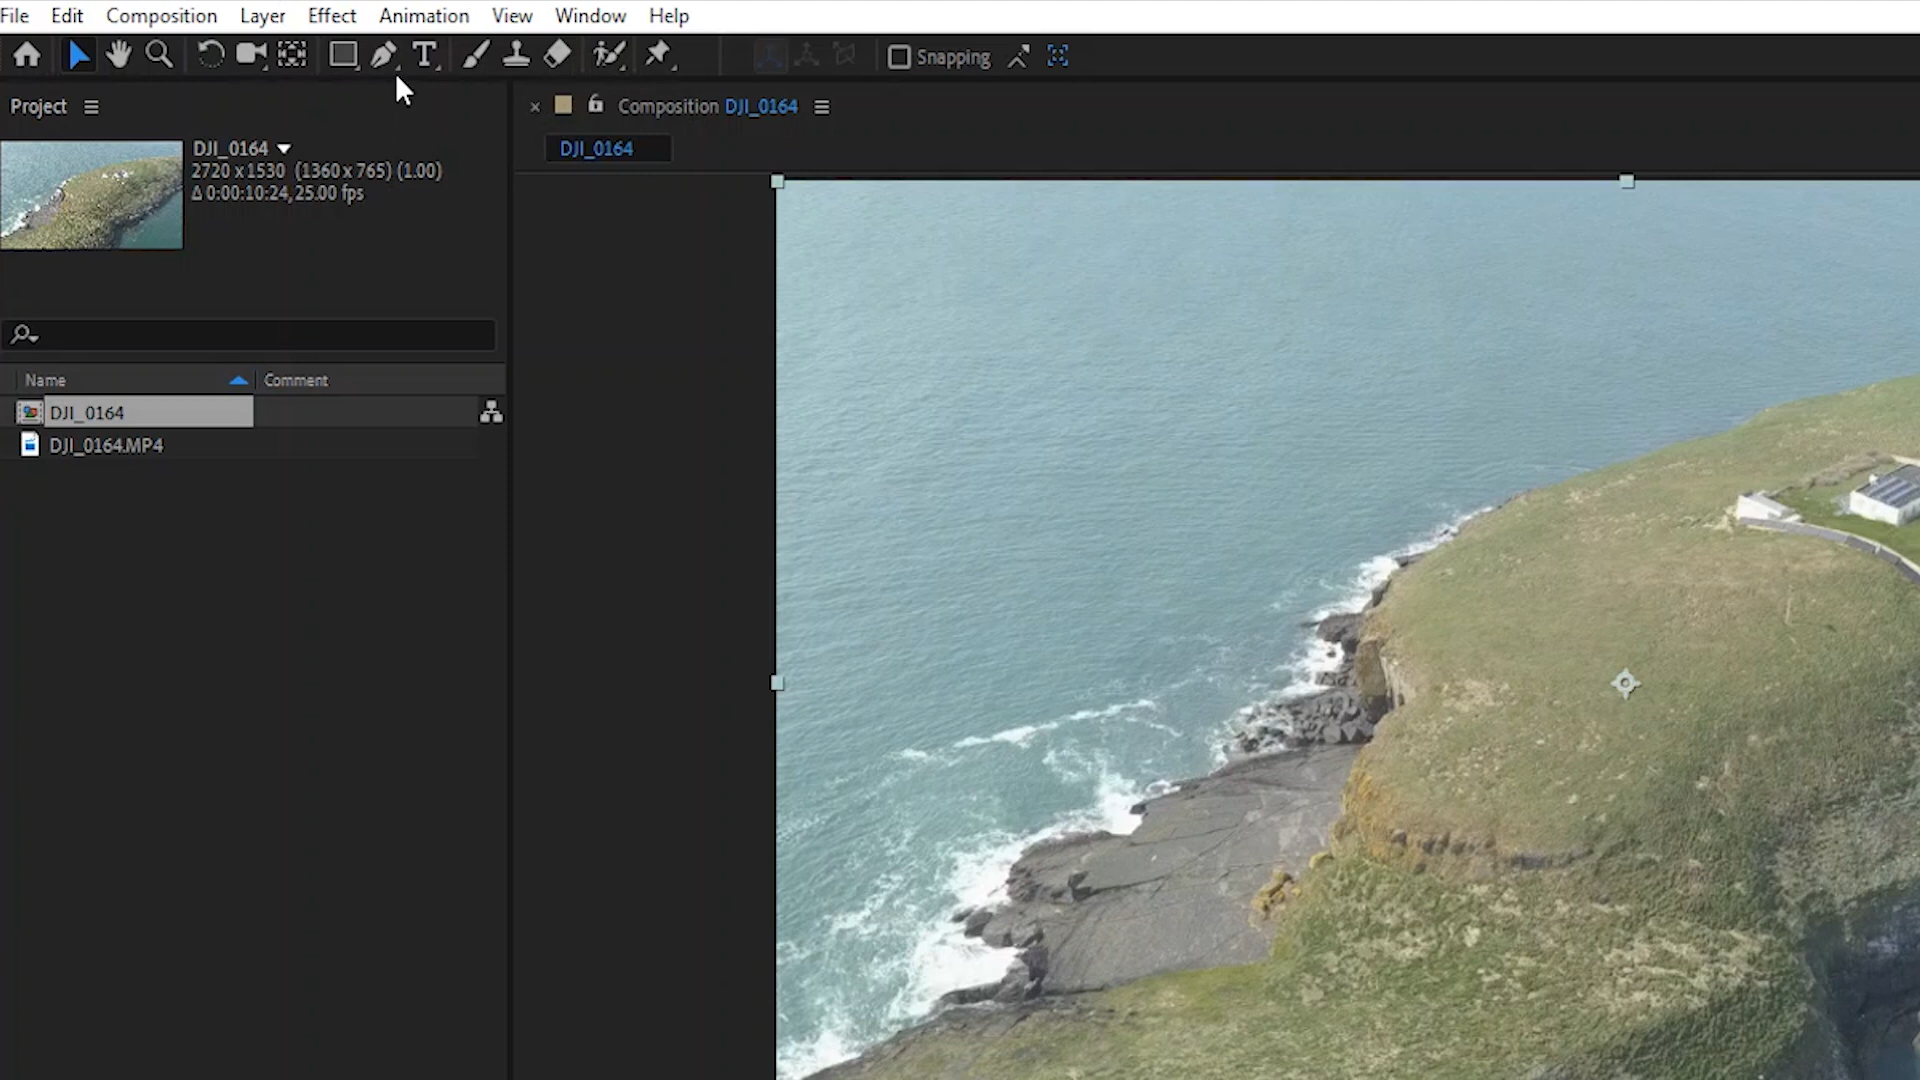 File Edit Composition Layer Effect Animation View Window Help
Snapping
Project
Composition DJI_0164
DJI_0164
DJI_0164
2720 x 1530 (1360 x 765) (1.00)
Δ 0:00:10:24, 25.00 fps
Name Comment
DJI_0164
DJI_0164.MP4